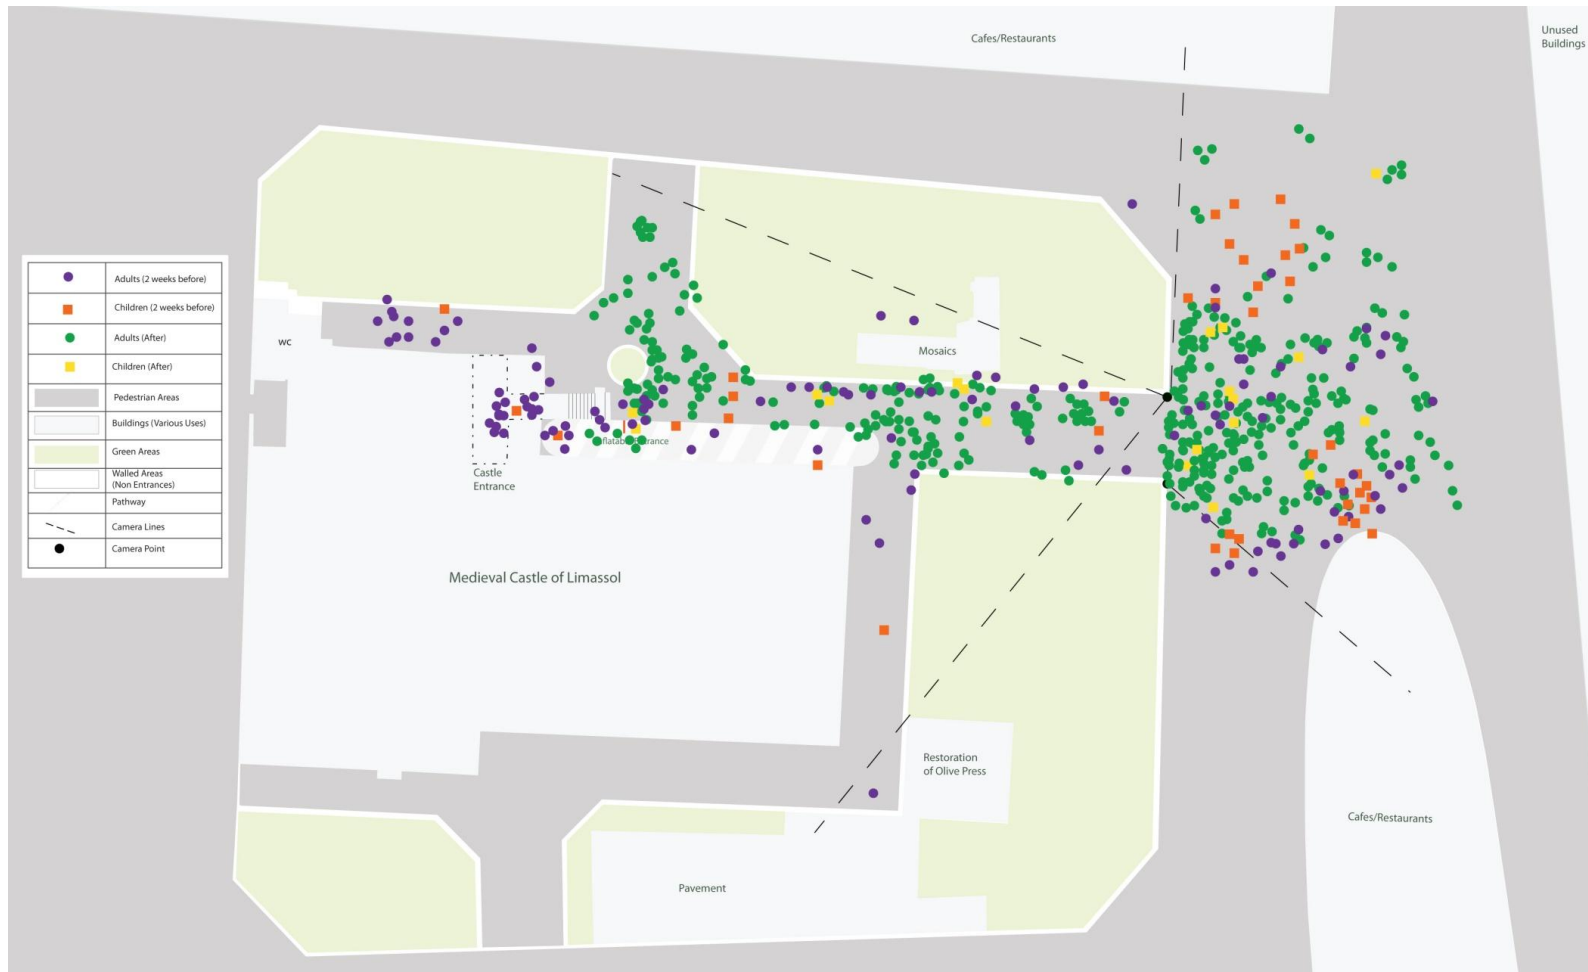 Cafes/Restaurants
Unused
Buildings
Adults (2 weeks before)
Children (2 weeks before)
Adults (After)
Children (After)
Pedestrian Areas
Buildings (Various Uses)
Green Areas
Walled Areas
(Non Entrances)
Pathway
Camera Lines
Camera Point
WC
Mosaics
Entrance
Castle
Entrance
Medieval Castle of Limassol
Restoration
of Olive Press
Cafes/Restaurants
Pavement